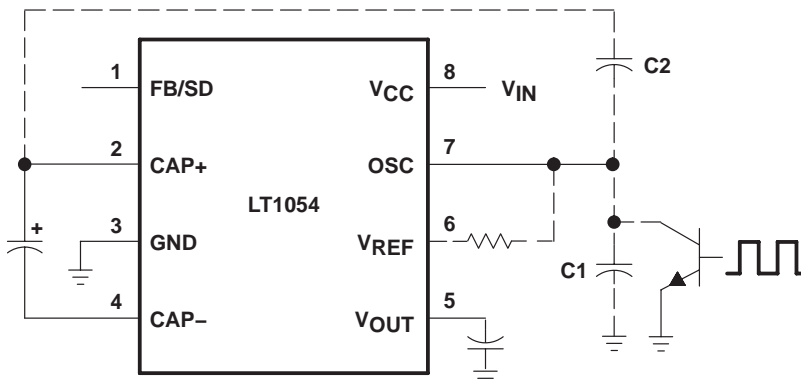 C2
1
FB/SD
VCC
8
VIN
2
CAP+
OSC
7
LT1054
+
3
GND
VREF
6
C1
4
CAP−
VOUT
5